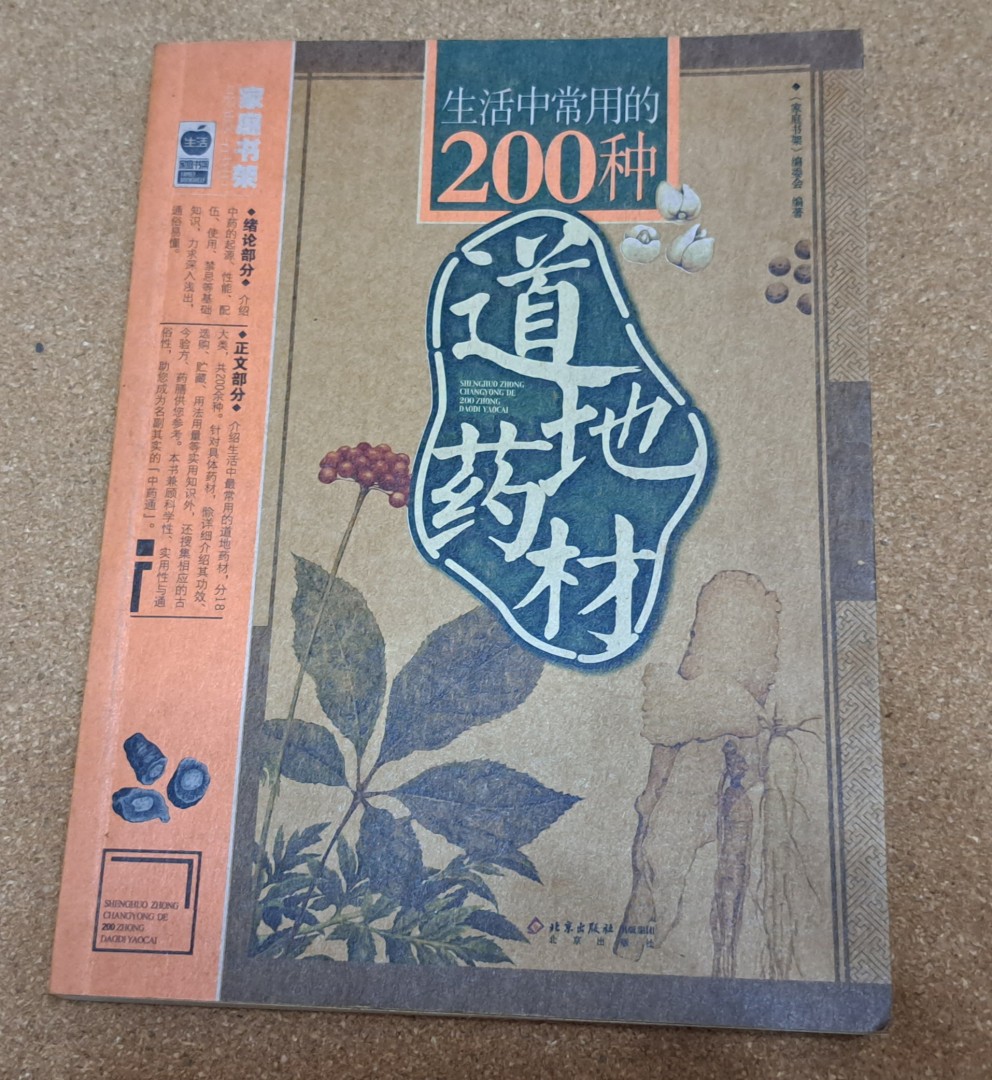 生活中常用的
200种
道地药材
SHENGHUO ZHONG
CHANGYONG DE
200 ZHONG
DAODI YAOCAI
◆《家庭书架》编委会 编著
家庭书架
生活
◆绪论部分◆ 介绍
中药的起源、性能、配
伍、使用、禁忌等基础
知识，力求深入浅出，
通俗易懂。
◆正文部分◆ 介绍生活中最常用的道地药材，分18
大类，共200余种。针对具体药材，除详细介绍其功效、
选购、贮藏、用法用量等实用知识外，还搜集相应的古
今验方、药膳供您参考。本书兼顾科学性、实用性与通
俗性，助您成为名副其实的「中药通」。
SHENGHUO ZHONG
CHANGYONG DE
200 ZHONG
DAODI YAOCAI
北京出版社出版集团
北京出版社